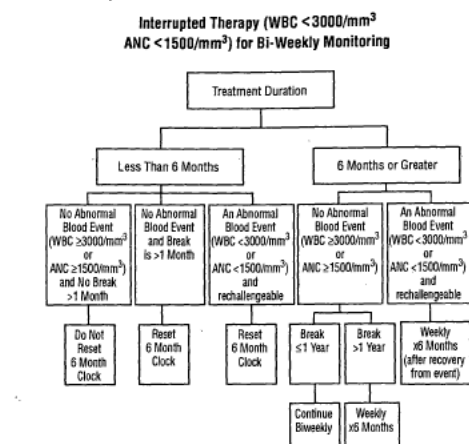 Interrupted Therapy (WBC <3000/mm³
ANC <1500/mm³) for Bi-Weekly Monitoring
Treatment Duration
Less Than 6 Months
6 Months or Greater
No Abnormal
Blood Event
(WBC ≥3000/mm³
or
ANC ≥1500/mm³)
and No Break
>1 Month
No Abnormal
Blood Event
and Break
is >1 Month
An Abnormal
Blood Event
(WBC <3000/mm³
or
ANC <1500/mm³)
and
rechallengeable
No Abnormal
Blood Event
(WBC ≥3000/mm³
or
ANC ≥1500/mm³)
An Abnormal
Blood Event
(WBC <3000/mm³
or
ANC <1500/mm³)
and
rechallengeable
Do Not
Reset
6 Month
Clock
Reset
6 Month
Clock
Reset
6 Month
Clock
Break
≤1 Year
Break
>1 Year
Weekly
x6 Months
(after recovery
from event)
Continue
Biweekly
Weekly
x6 Months